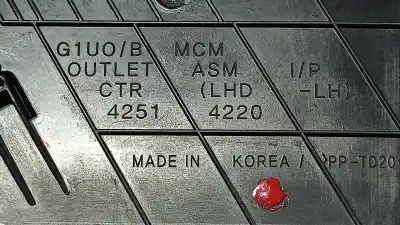 G1UO/B MCM
OUTLET ASM I/P
CTR (LHD -LH)
4251 4220
MADE IN KOREA / >PP-TD20<